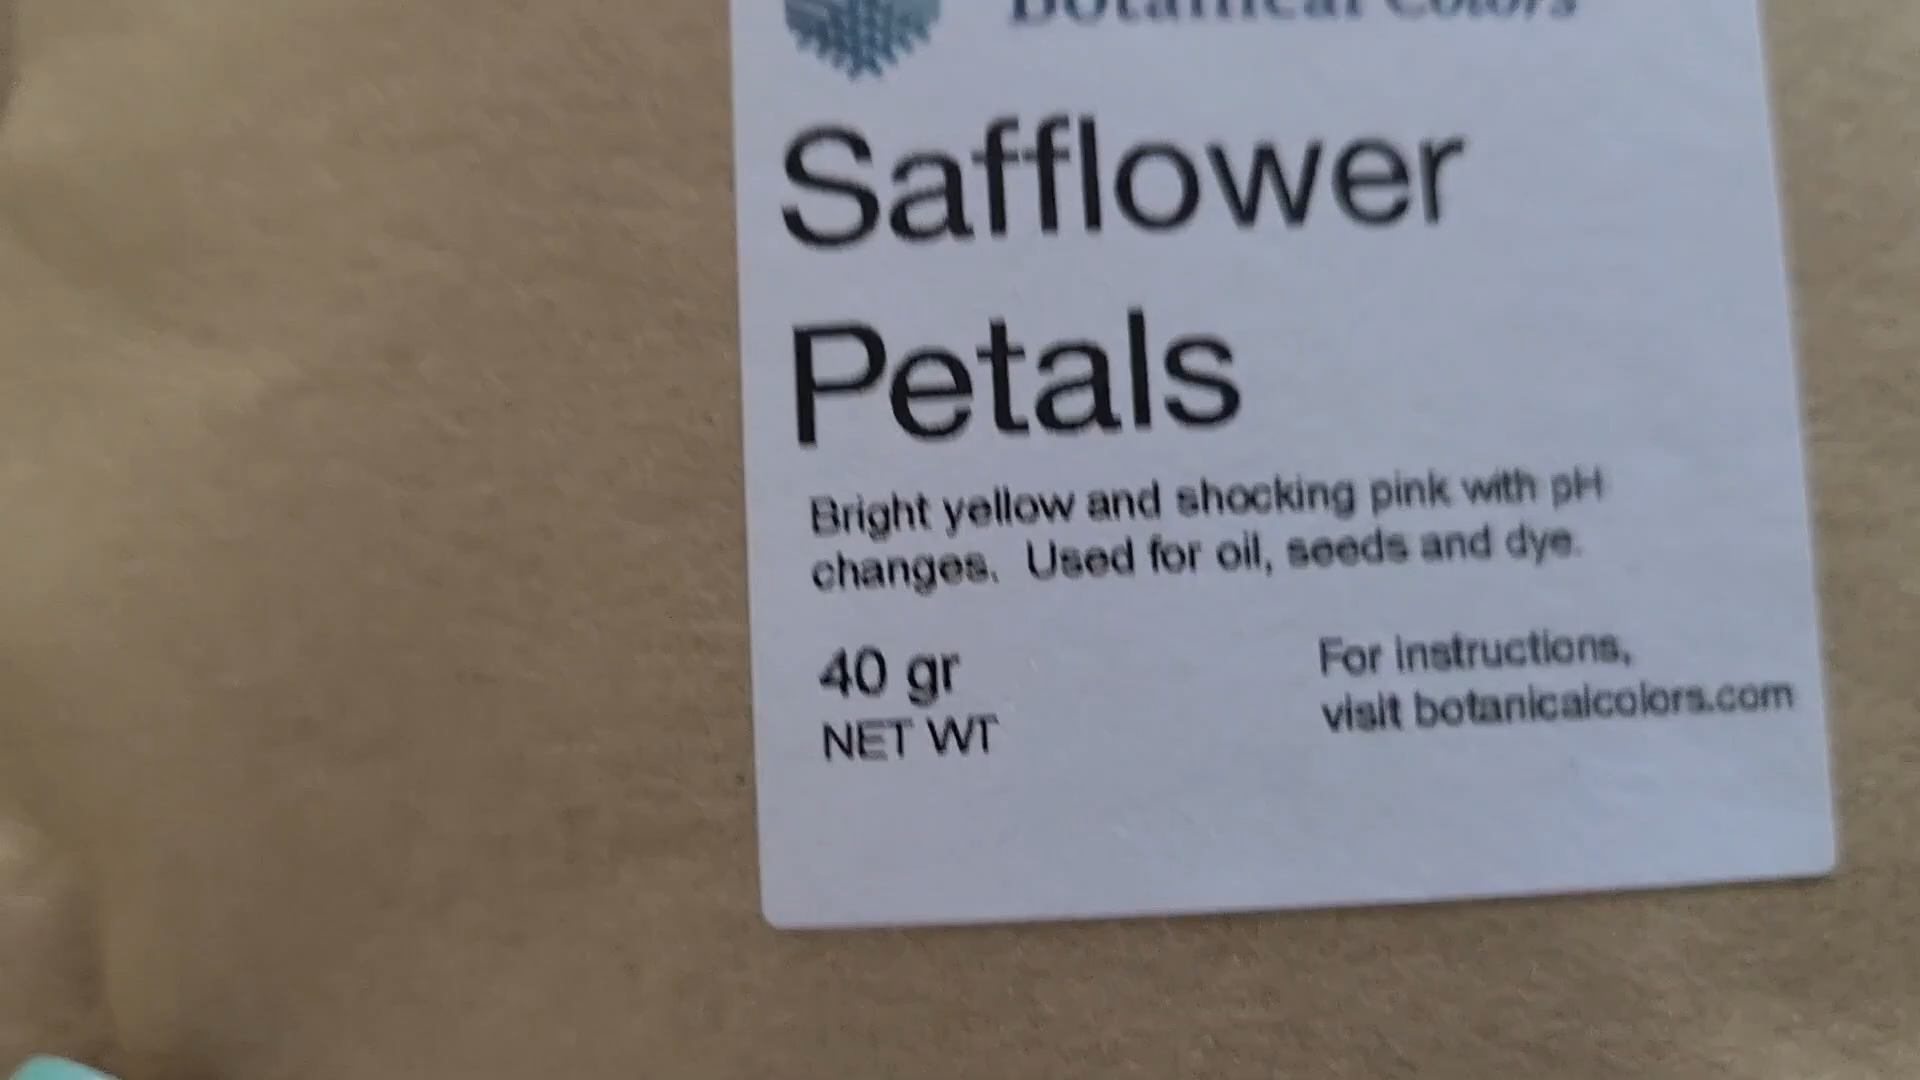 Botanical Colors
Safflower
Petals
Bright yellow and shocking pink with pH
changes. Used for oil, seeds and dye.
40 gr
NET WT
For instructions,
visit botanicalcolors.com